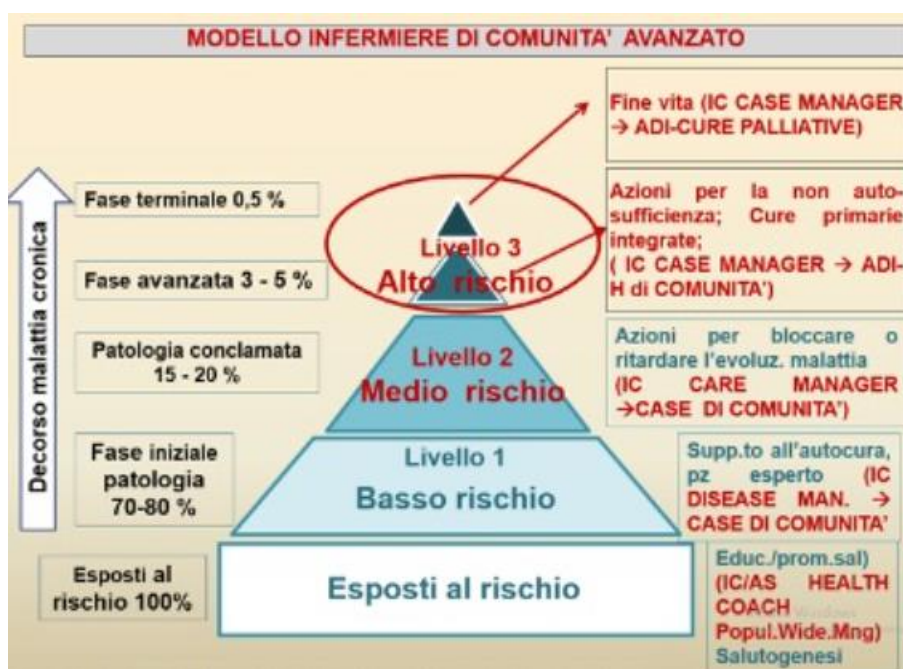 MODELLO INFERMIERE DI COMUNITA' AVANZATO
Decorso malattia cronica
Fase terminale 0,5 %
Fase avanzata 3 - 5 %
Patologia conclamata
15 - 20 %
Fase iniziale
patologia
70-80 %
Esposti al
rischio 100%
Livello 3
Alto rischio
Livello 2
Medio rischio
Livello 1
Basso rischio
Esposti al rischio
Fine vita (IC CASE MANAGER
→ ADI-CURE PALLIATIVE)
Azioni per la non auto-
sufficienza; Cure primarie
integrate;
( IC CASE MANAGER → ADI-
H di COMUNITA')
Azioni per bloccare o
ritardare l'evoluz. malattia
(IC CARE MANAGER
→CASE DI COMUNITA')
Supp.to all'autocura,
pz esperto (IC
DISEASE MAN. →
CASE DI COMUNITA'
Educ./prom.sal)
(IC/AS HEALTH
COACH
Popul.Wide.Mng)
Salutogenesi